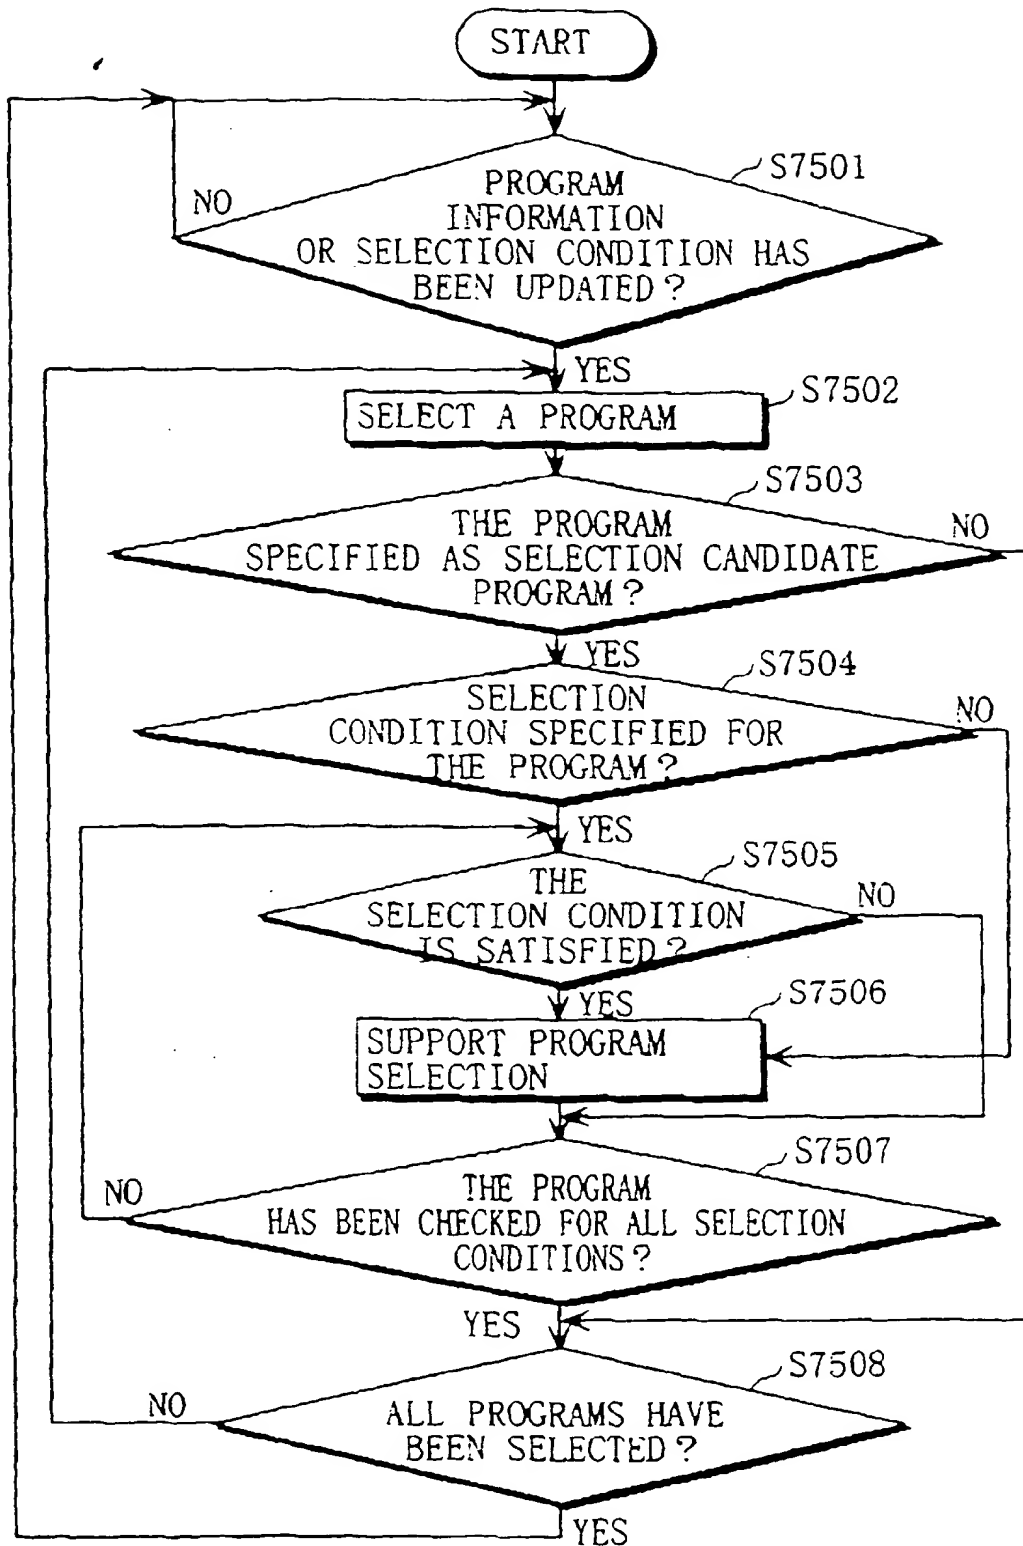 START
S7501
NO
PROGRAM
INFORMATION
OR SELECTION CONDITION HAS
BEEN UPDATED?
YES
S7502
SELECT A PROGRAM
S7503
NO
THE PROGRAM
SPECIFIED AS SELECTION CANDIDATE
PROGRAM?
YES
S7504
NO
SELECTION
CONDITION SPECIFIED FOR
THE PROGRAM?
YES
S7505
NO
THE
SELECTION CONDITION
IS SATISFIED?
YES
S7506
SUPPORT PROGRAM
SELECTION
S7507
NO
THE PROGRAM
HAS BEEN CHECKED FOR ALL SELECTION
CONDITIONS?
YES
S7508
NO
ALL PROGRAMS HAVE
BEEN SELECTED?
YES